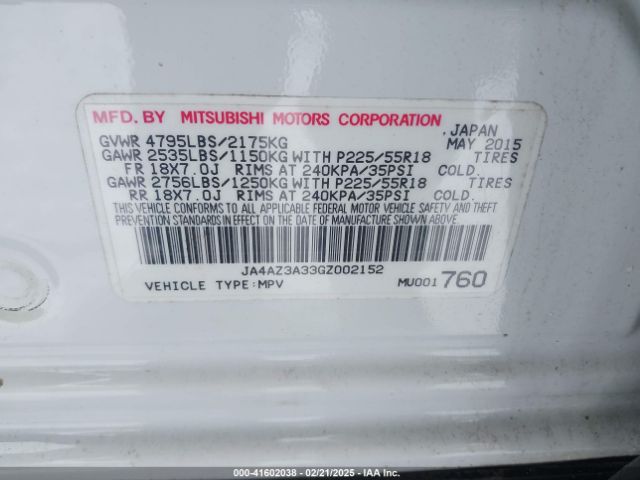 MFD. BY MITSUBISHI MOTORS CORPORATION
.JAPAN
GVWR 4795LBS/2175KG MAY 2015
GAWR 2535LBS/1150KG WITH P225/55R18 TIRES
FR 18X7.0J RIMS AT 240KPA/35PSI COLD.
GAWR 2756LBS/1250KG WITH P225/55R18 TIRES
RR 18X7.0J RIMS AT 240KPA/35PSI COLD.
THIS VEHICLE CONFORMS TO ALL APPLICABLE FEDERAL MOTOR VEHICLE SAFETY AND THEFT
PREVENTION STANDARDS IN EFFECT ON THE DATE OF MANUFACTURE SHOWN ABOVE.
JA4AZ3A33GZ002152
VEHICLE TYPE:MPV MU001760
000-41602038 - 02/21/2025 - IAA Inc.